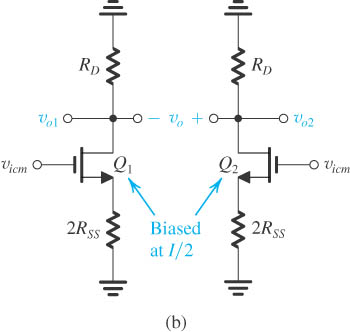 R_D R_D
v_o1 − v_o + v_o2
v_icm Q_1 Q_2 v_icm
2R_SS Biased 2R_SS
at I/2
(b)